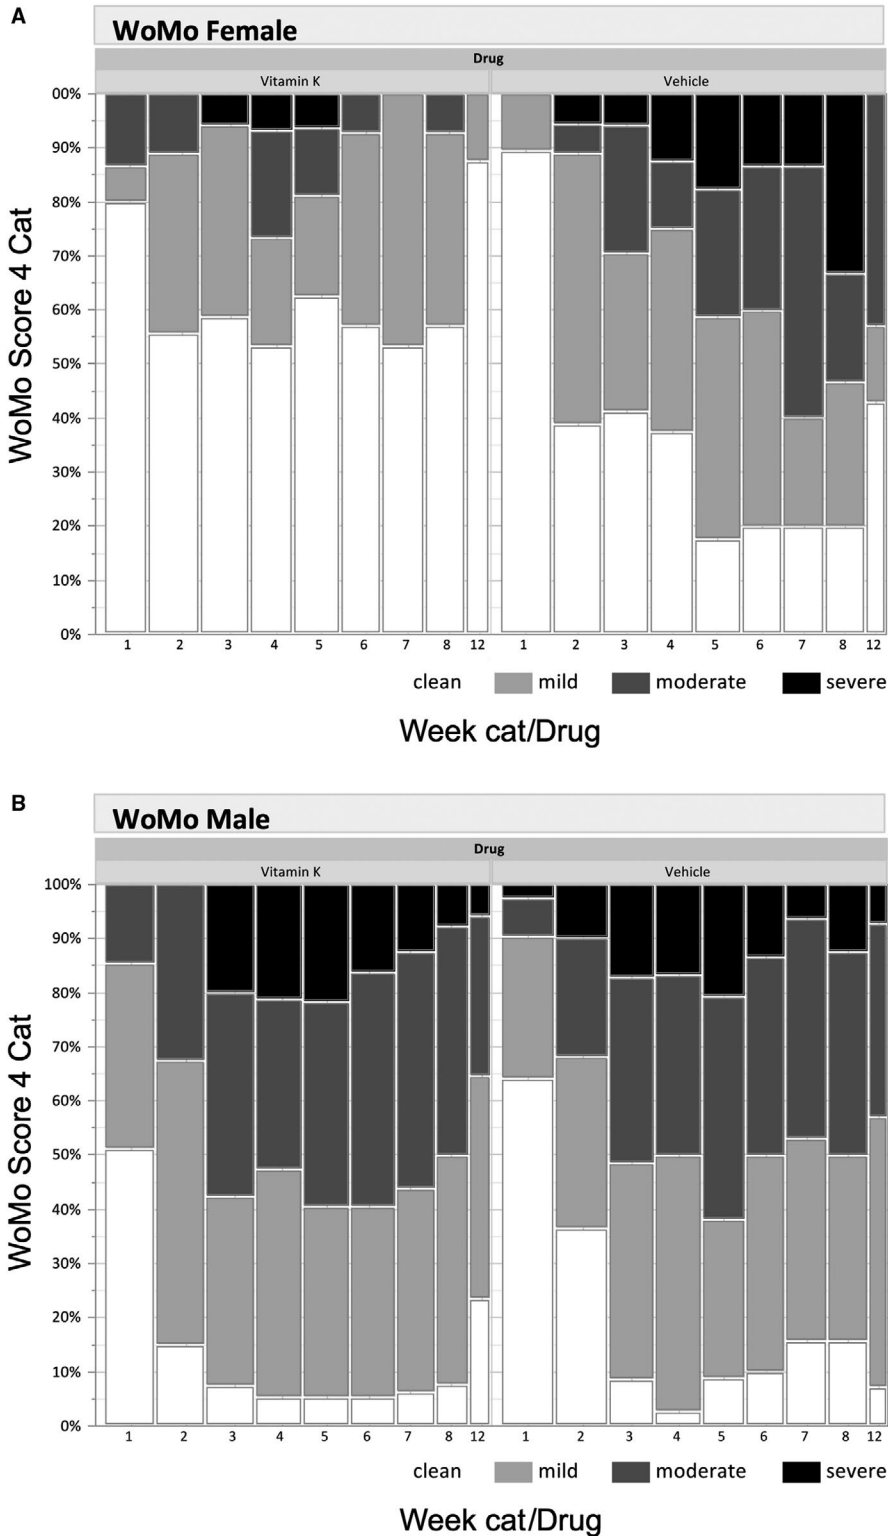 A
WoMo Female
Drug
Vitamin K
Vehicle
00%
90%
80%
70%
60%
50%
40%
30%
20%
10%
0%
WoMo Score 4 Cat
1 2 3 4 5 6 7 8 12 1 2 3 4 5 6 7 8 12
clean mild moderate severe
Week cat/Drug
B
WoMo Male
Drug
Vitamin K
Vehicle
100%
90%
80%
70%
60%
50%
40%
30%
20%
10%
0%
WoMo Score 4 Cat
1 2 3 4 5 6 7 8 12 1 2 3 4 5 6 7 8 12
clean mild moderate severe
Week cat/Drug